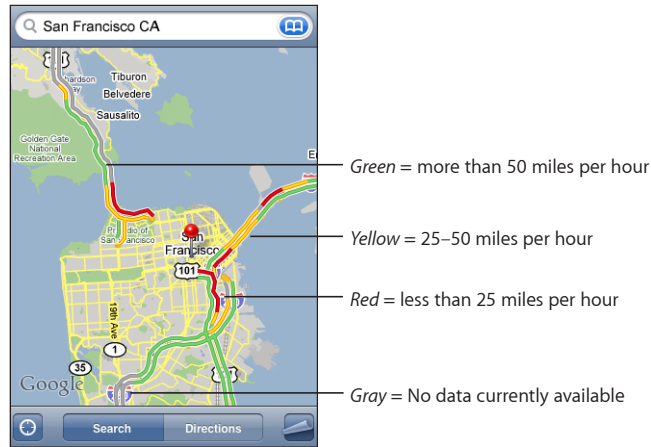 San Francisco CA
Tiburon
Belvedere
Sausalito
Golden Gate
National
Recreation Area
San
Francisco
101
19th Ave
1
35
Google
Search
Directions
Green = more than 50 miles per hour
Yellow = 25–50 miles per hour
Red = less than 25 miles per hour
Gray = No data currently available